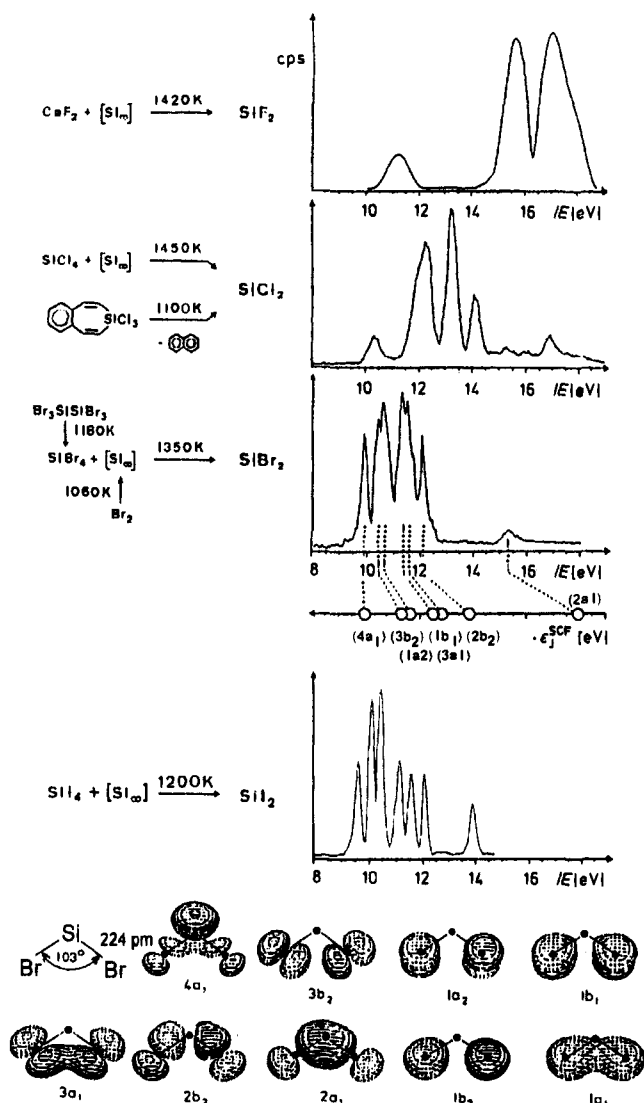 cps
CaF₂ + [Si∞] 1420K SiF₂
10 12 14 16 IE[eV]
SiCl₄ + [Si∞] 1450K
SiCl₂
SiCl₃ 1100K
-
10 12 14 16 IE[eV]
Br₃SiSiBr₃
1180K
SiBr₄ + [Si∞] 1350K SiBr₂
1060K
Br₂
8 10 12 14 16 IE[eV]
(2a1)
(4a₁) (3b₂) (1b₁) (2b₂) · εⱼSCF [eV]
(1a2) (3a1)
SiI₄ + [Si∞] 1200K SiI₂
8 10 12 14 16 IE[eV]
Si
224 pm
103°
Br Br
4a₁ 3b₂ 1a₂ 1b₁
3a₁ 2b₂ 2a₁ 1b₂ 1a₁